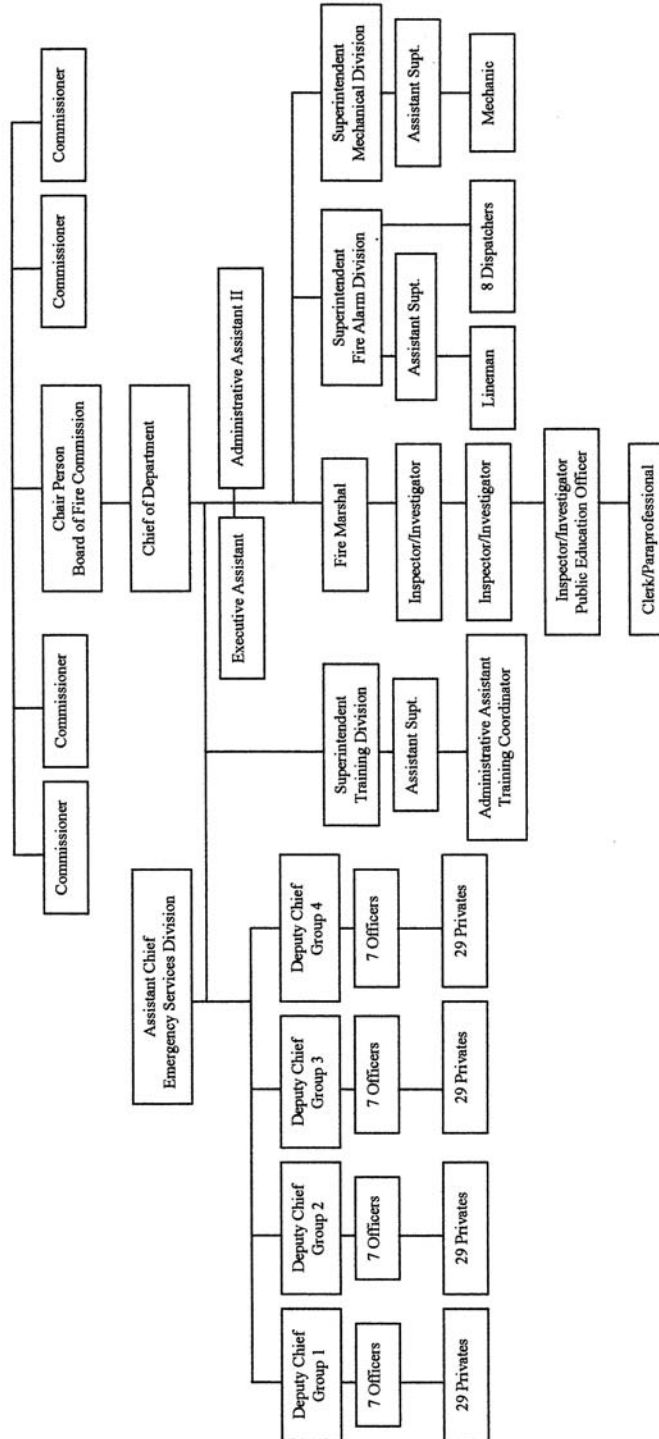 Commissioner
Commissioner
Chair Person
Board of Fire Commission
Commissioner
Commissioner
Assistant Chief
Emergency Services Division
Chief of Department
Executive Assistant
Administrative Assistant II
Deputy Chief
Group 1
Deputy Chief
Group 2
Deputy Chief
Group 3
Deputy Chief
Group 4
Superintendent
Training Division
Fire Marshal
Superintendent
Fire Alarm Division
Superintendent
Mechanical Division
7 Officers
7 Officers
7 Officers
7 Officers
Assistant Supt.
Inspector/Investigator
Assistant Supt.
Assistant Supt.
29 Privates
29 Privates
29 Privates
29 Privates
Administrative Assistant
Training Coordinator
Inspector/Investigator
Lineman
8 Dispatchers
Mechanic
Inspector/Investigator
Public Education Officer
Clerk/Paraprofessional